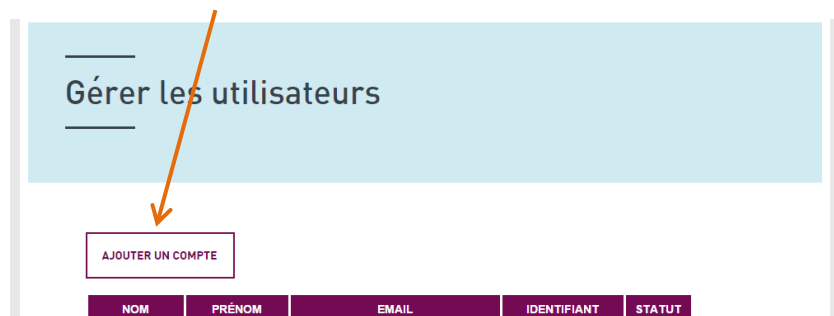 Gérer les utilisateurs
AJOUTER UN COMPTE
NOM PRÉNOM EMAIL IDENTIFIANT STATUT